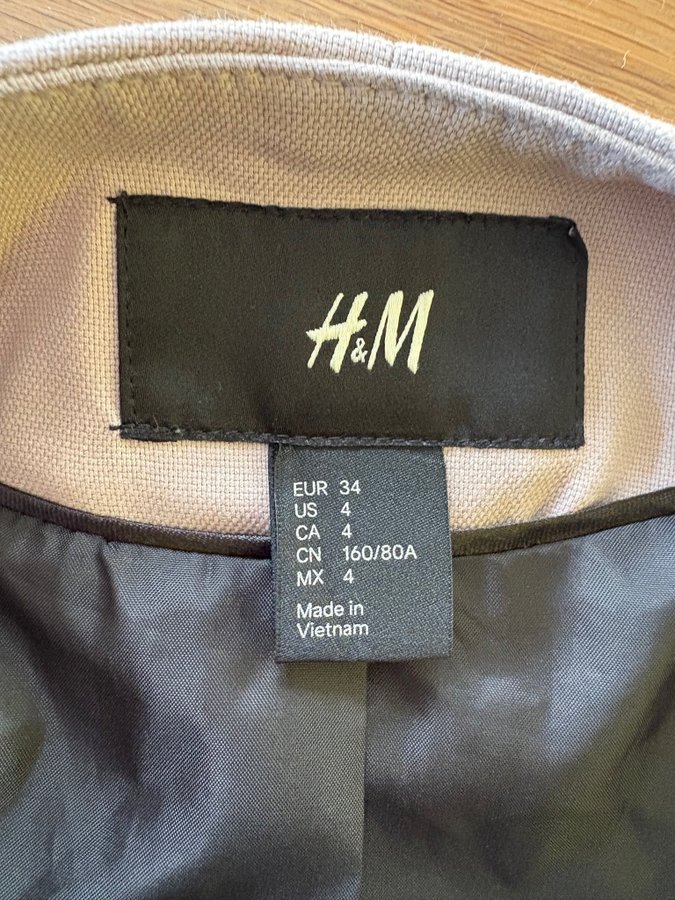 H&M
EUR 34
US 4
CA 4
CN 160/80A
MX 4
Made in
Vietnam